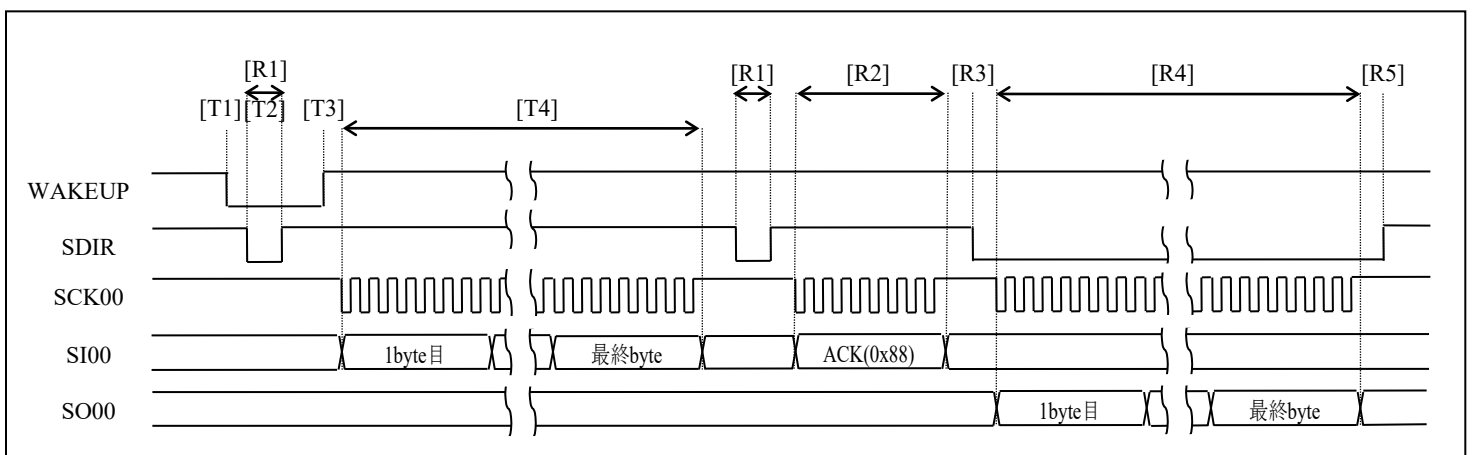 [R1] [R1] [R2] [R3] [R4] [R5]
[T1] [T2] [T3] [T4]
WAKEUP
SDIR
SCK00
SI00 1byte目 最終byte ACK(0x88)
SO00 1byte目 最終byte